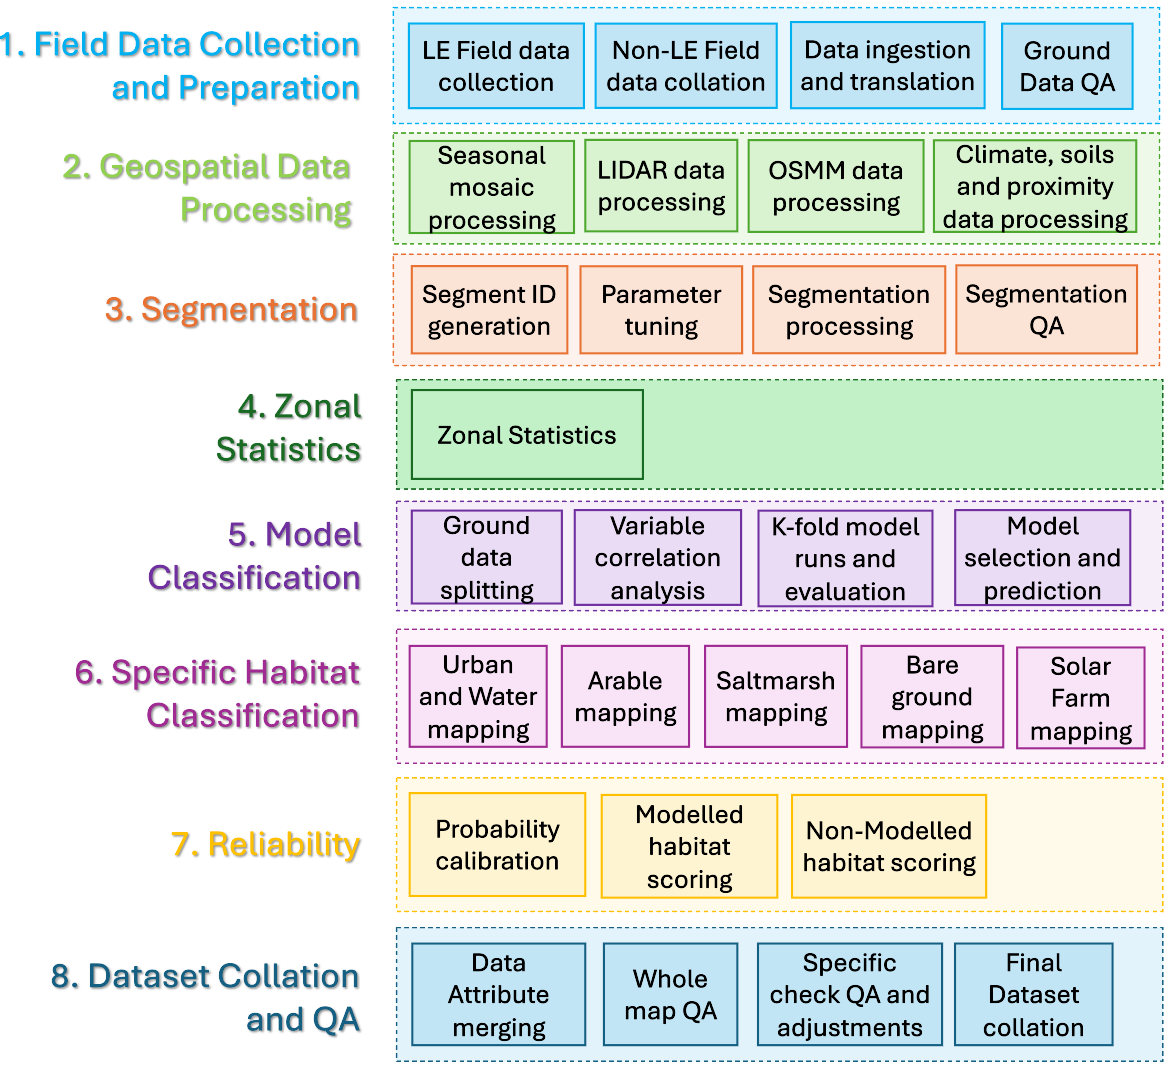 1. Field Data Collection
and Preparation
LE Field data
collection
Non-LE Field
data collation
Data ingestion
and translation
Ground
Data QA
2. Geospatial Data
Processing
Seasonal
mosaic
processing
LIDAR data
processing
OSMM data
processing
Climate, soils
and proximity
data processing
3. Segmentation
Segment ID
generation
Parameter
tuning
Segmentation
processing
Segmentation
QA
4. Zonal
Statistics
Zonal Statistics
5. Model
Classification
Ground
data
splitting
Variable
correlation
analysis
K-fold model
runs and
evaluation
Model
selection and
prediction
6. Specific Habitat
Classification
Urban
and Water
mapping
Arable
mapping
Saltmarsh
mapping
Bare
ground
mapping
Solar
Farm
mapping
7. Reliability
Probability
calibration
Modelled
habitat
scoring
Non-Modelled
habitat scoring
8. Dataset Collation
and QA
Data
Attribute
merging
Whole
map QA
Specific
check QA and
adjustments
Final
Dataset
collation